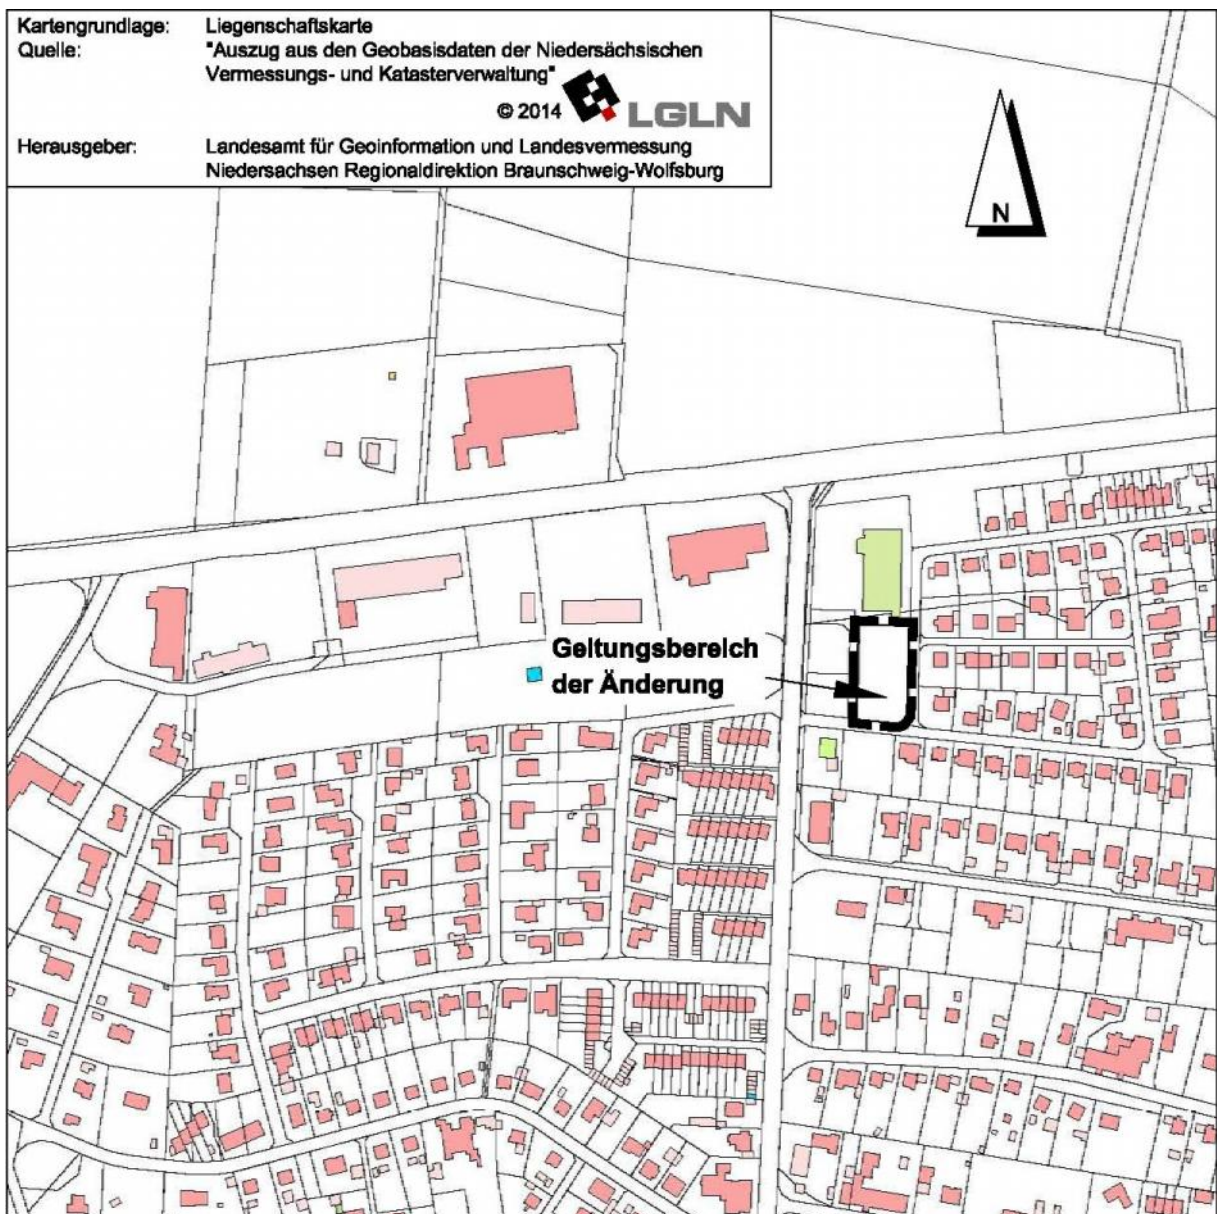 Kartengrundlage: Liegenschaftskarte
Quelle: "Auszug aus den Geobasisdaten der Niedersächsischen
Vermessungs- und Katasterverwaltung"
© 2014 LGLN
Herausgeber: Landesamt für Geoinformation und Landesvermessung
Niedersachsen Regionaldirektion Braunschweig-Wolfsburg
N
Geltungsbereich
der Änderung